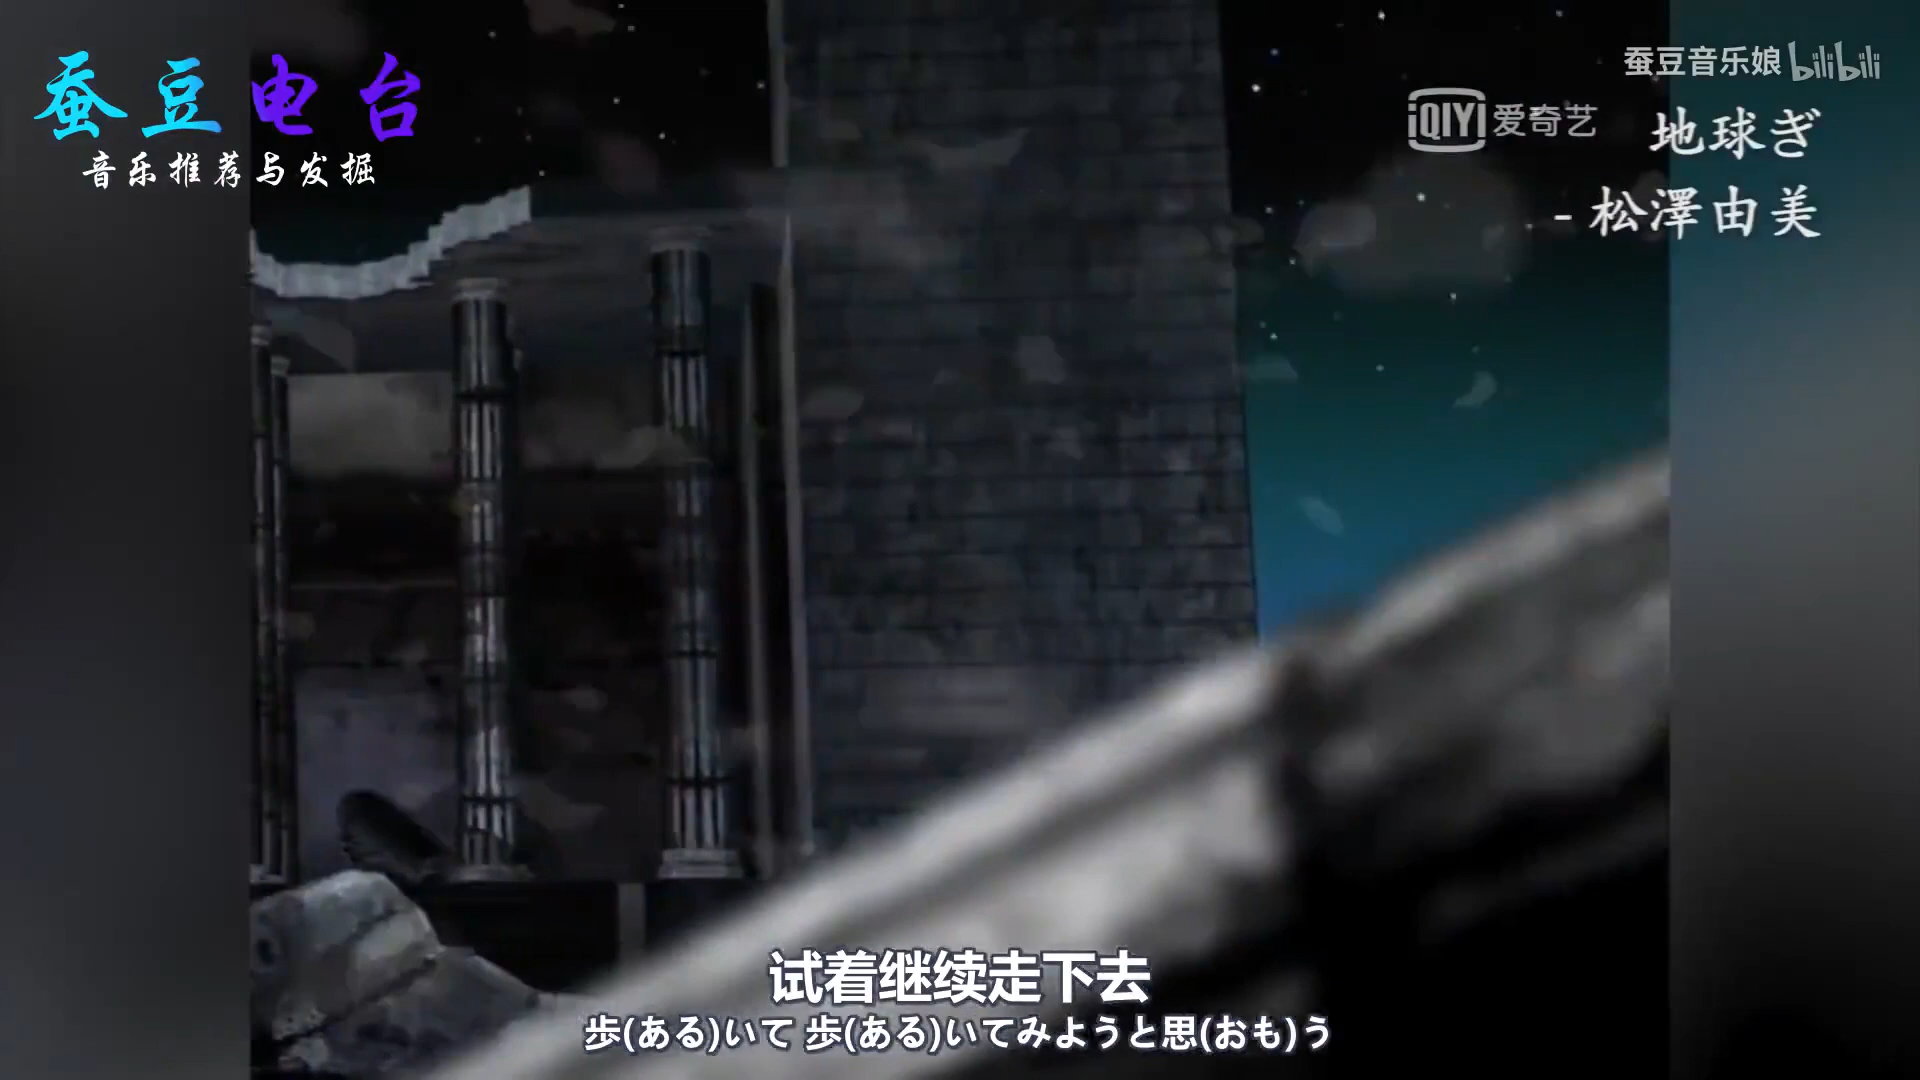 蚕豆电台
音乐推荐与发掘
蚕豆音乐娘 bilibili
iQIYI 爱奇艺
地球ぎ
- 松澤由美
试着继续走下去
歩(ある)いて 歩(ある)いてみようと思(おも)う